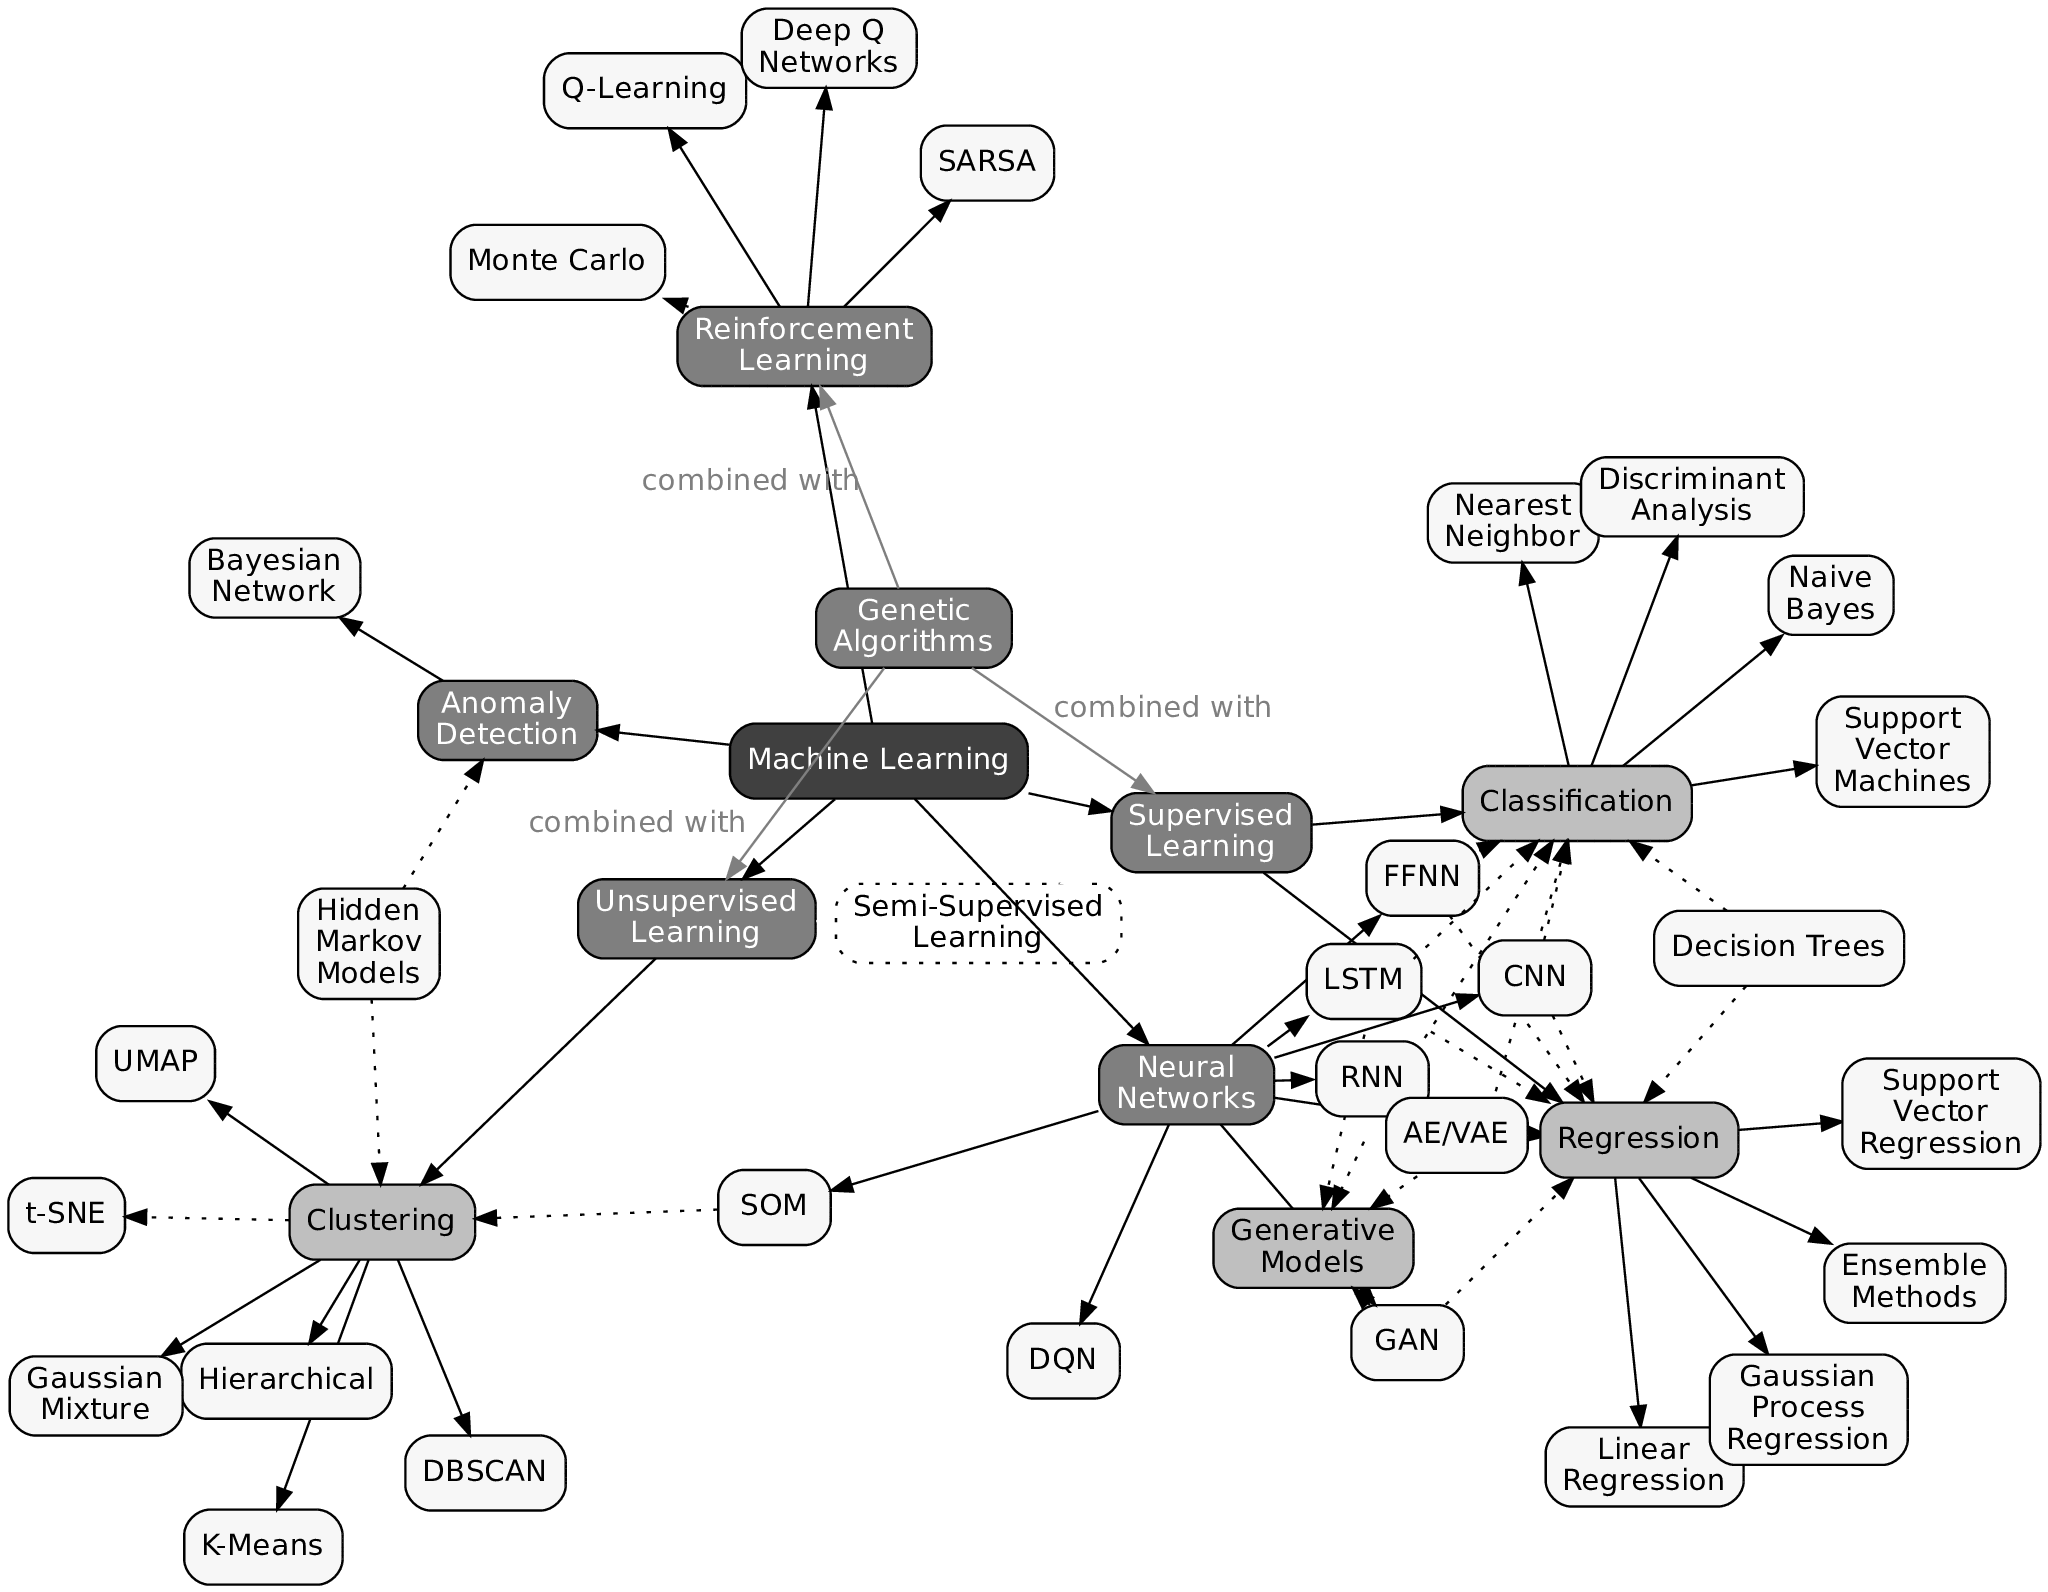 Deep Q
Networks
Q-Learning
SARSA
Monte Carlo
Reinforcement
Learning
combined with
Nearest
Neighbor
Discriminant
Analysis
Bayesian
Network
Naive
Bayes
Genetic
Algorithms
Anomaly
Detection
combined with
Support
Vector
Machines
Machine Learning
Classification
combined with
Supervised
Learning
FFNN
Unsupervised
Learning
Semi-Supervised
Learning
Hidden
Markov
Models
LSTM
CNN
Decision Trees
UMAP
Neural
Networks
RNN
AE/VAE
Regression
Support
Vector
Regression
t-SNE
Clustering
SOM
Generative
Models
Ensemble
Methods
GAN
DQN
Gaussian
Mixture
Hierarchical
Gaussian
Process
Regression
DBSCAN
Linear
Regression
K-Means